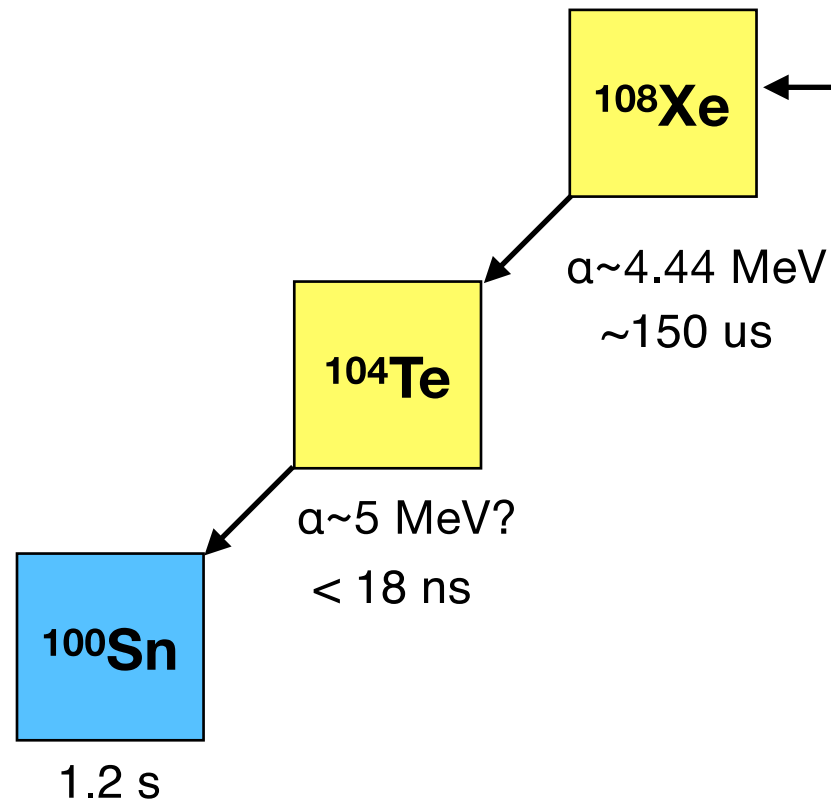 ¹⁰⁸Xe
α~4.44 MeV
~150 us
¹⁰⁴Te
α~5 MeV?
< 18 ns
¹⁰⁰Sn
1.2 s